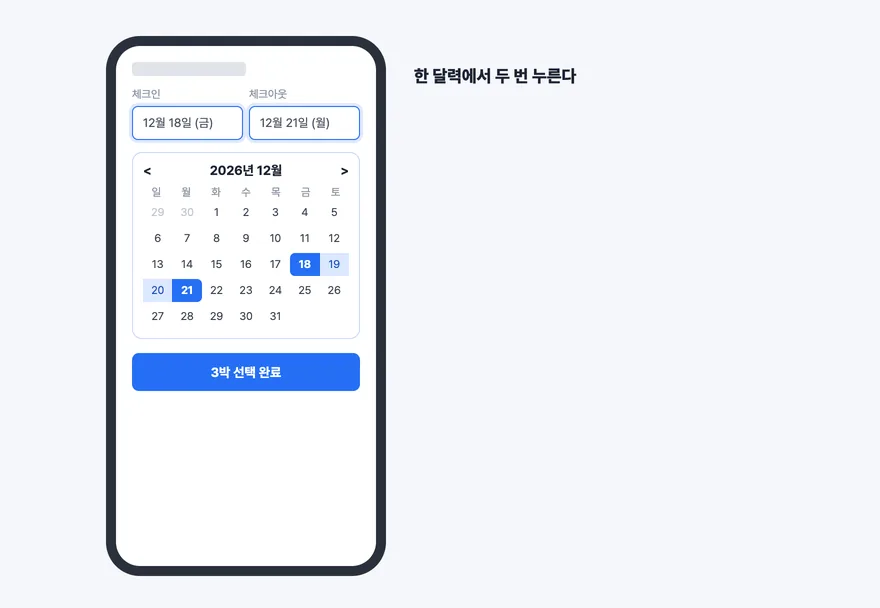 한 달력에서 두 번 누른다
체크인 체크아웃
12월 18일 (금) 12월 21일 (월)
< 2026년 12월 >
일 월 화 수 목 금 토
29 30 1 2 3 4 5
6 7 8 9 10 11 12
13 14 15 16 17 18 19
20 21 22 23 24 25 26
27 28 29 30 31
3박 선택 완료